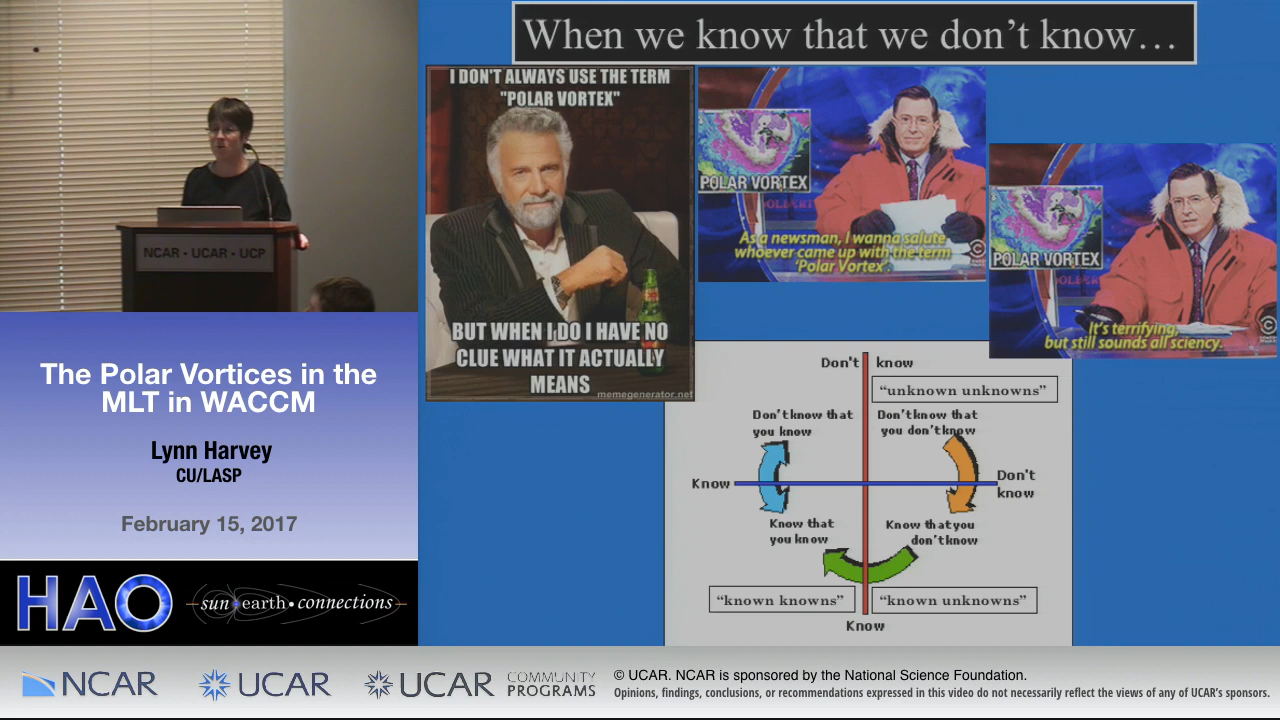 When we know that we don't know...
I DON'T ALWAYS USE THE TERM
"POLAR VORTEX"
BUT WHEN I DO I HAVE NO
CLUE WHAT IT ACTUALLY
MEANS
memegenerator.net
POLAR VORTEX
As a newsman, I wanna salute
whoever came up with the term
'Polar Vortex'.
POLAR VORTEX
It's terrifying,
but still sounds all sciency.
Don't know
"unknown unknowns"
Don't know that
you know
Don't know that
you don't know
Know
Don't
know
Know that
you know
Know that you
don't know
"known knowns"
"known unknowns"
Know
NCAR - UCAR - UCP
The Polar Vortices in the
MLT in WACCM
Lynn Harvey
CU/LASP
February 15, 2017
HAO
sun earth connections
NCAR
UCAR
UCAR
COMMUNITY
PROGRAMS
© UCAR. NCAR is sponsored by the National Science Foundation.
Opinions, findings, conclusions, or recommendations expressed in this video do not necessarily reflect the views of any of UCAR's sponsors.